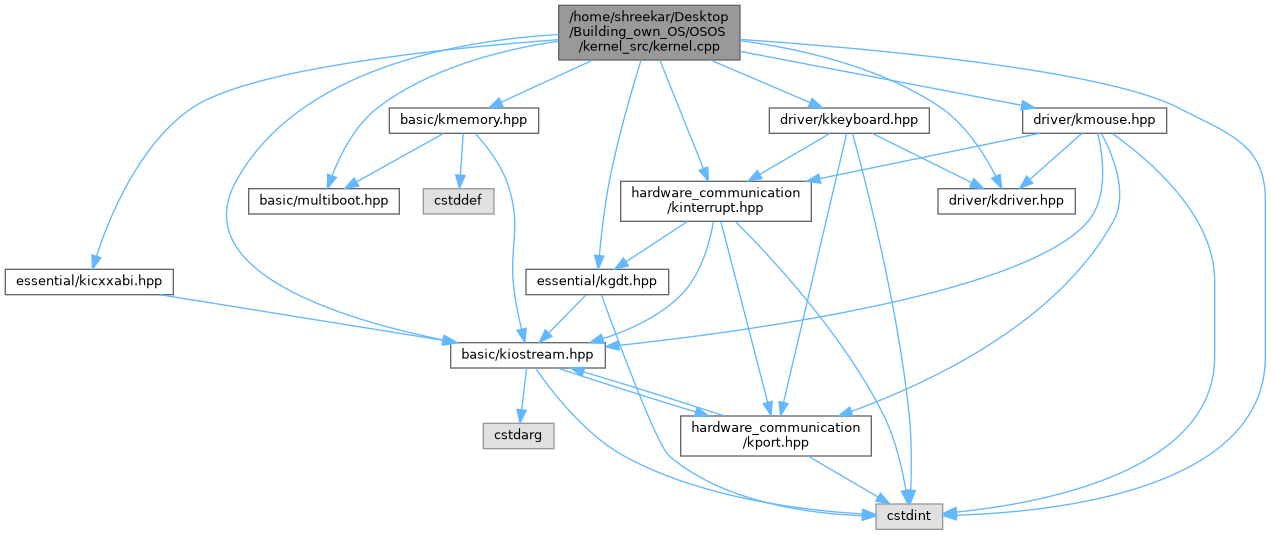 /home/shreekar/Desktop
/Building_own_OS/OSOS
/kernel_src/kernel.cpp
basic/kmemory.hpp
driver/kkeyboard.hpp
driver/kmouse.hpp
basic/multiboot.hpp
cstddef
hardware_communication
/kinterrupt.hpp
driver/kdriver.hpp
essential/kicxxabi.hpp
essential/kgdt.hpp
basic/kiostream.hpp
cstdarg
hardware_communication
/kport.hpp
cstdint